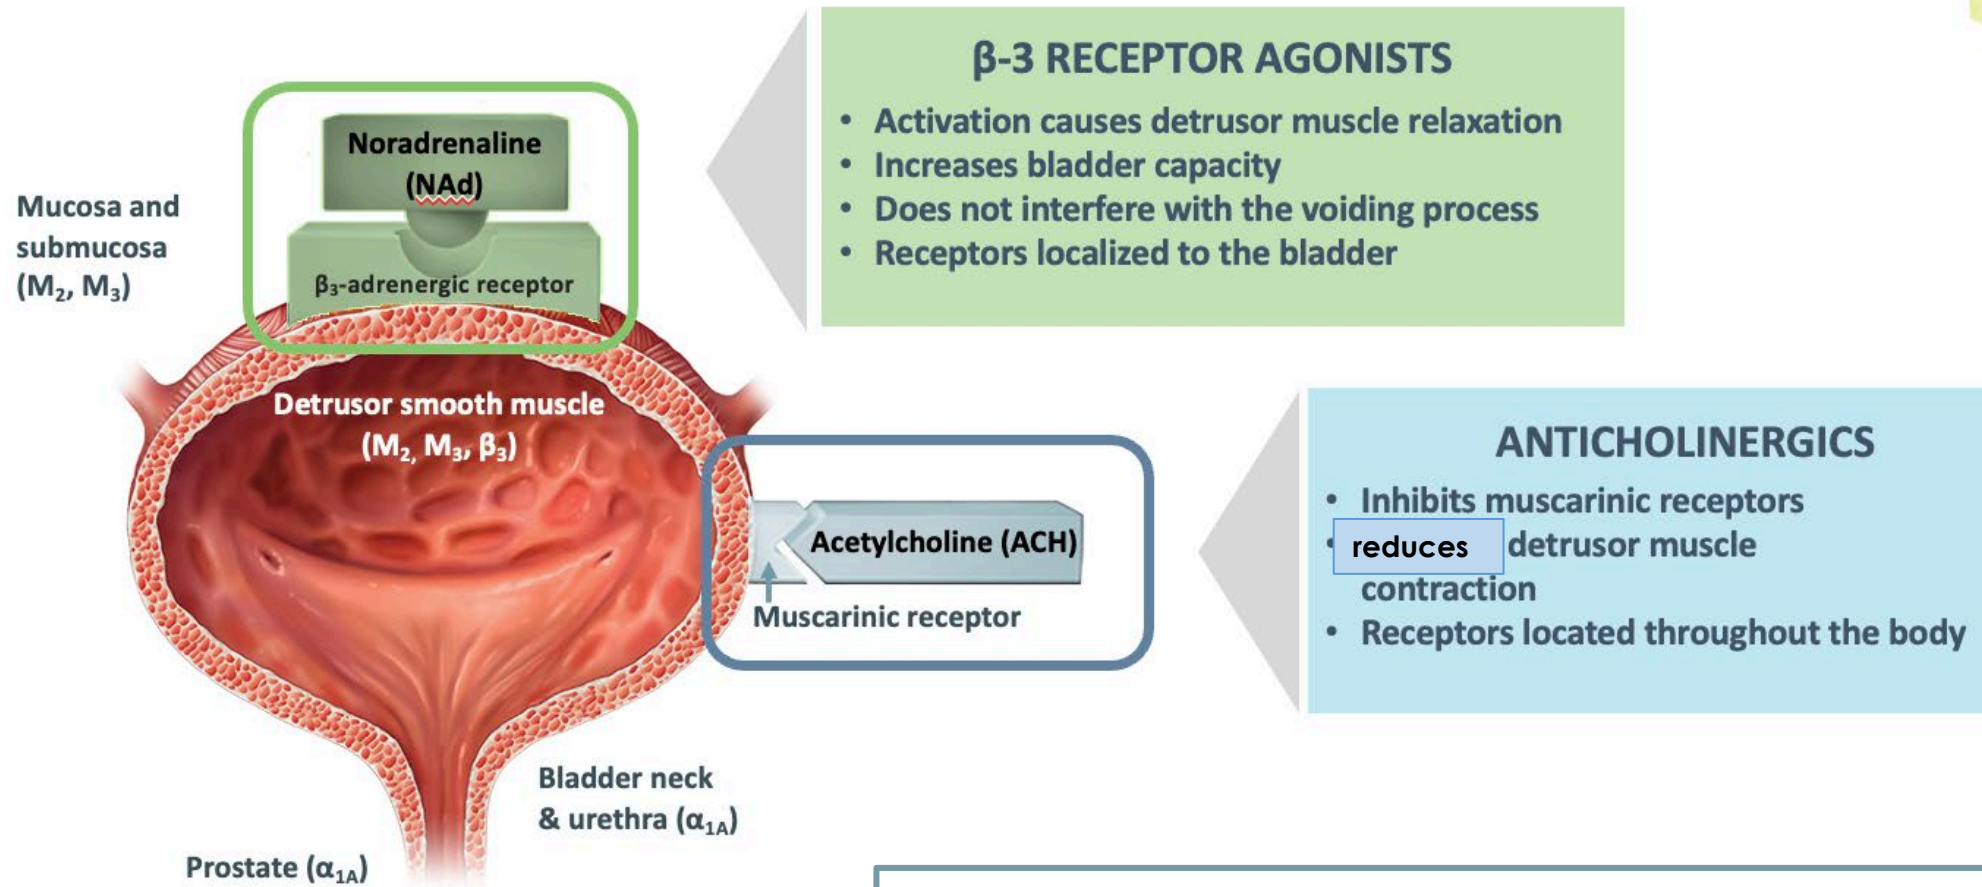 β-3 RECEPTOR AGONISTS
• Activation causes detrusor muscle relaxation
• Increases bladder capacity
• Does not interfere with the voiding process
• Receptors localized to the bladder
Noradrenaline
(NAd)
β₃-adrenergic receptor
Mucosa and
submucosa
(M₂, M₃)
Detrusor smooth muscle
(M₂, M₃, β₃)
Acetylcholine (ACH)
Muscarinic receptor
ANTICHOLINERGICS
• Inhibits muscarinic receptors
• reduces detrusor muscle
contraction
• Receptors located throughout the body
Bladder neck
& urethra (α₁A)
Prostate (α₁A)